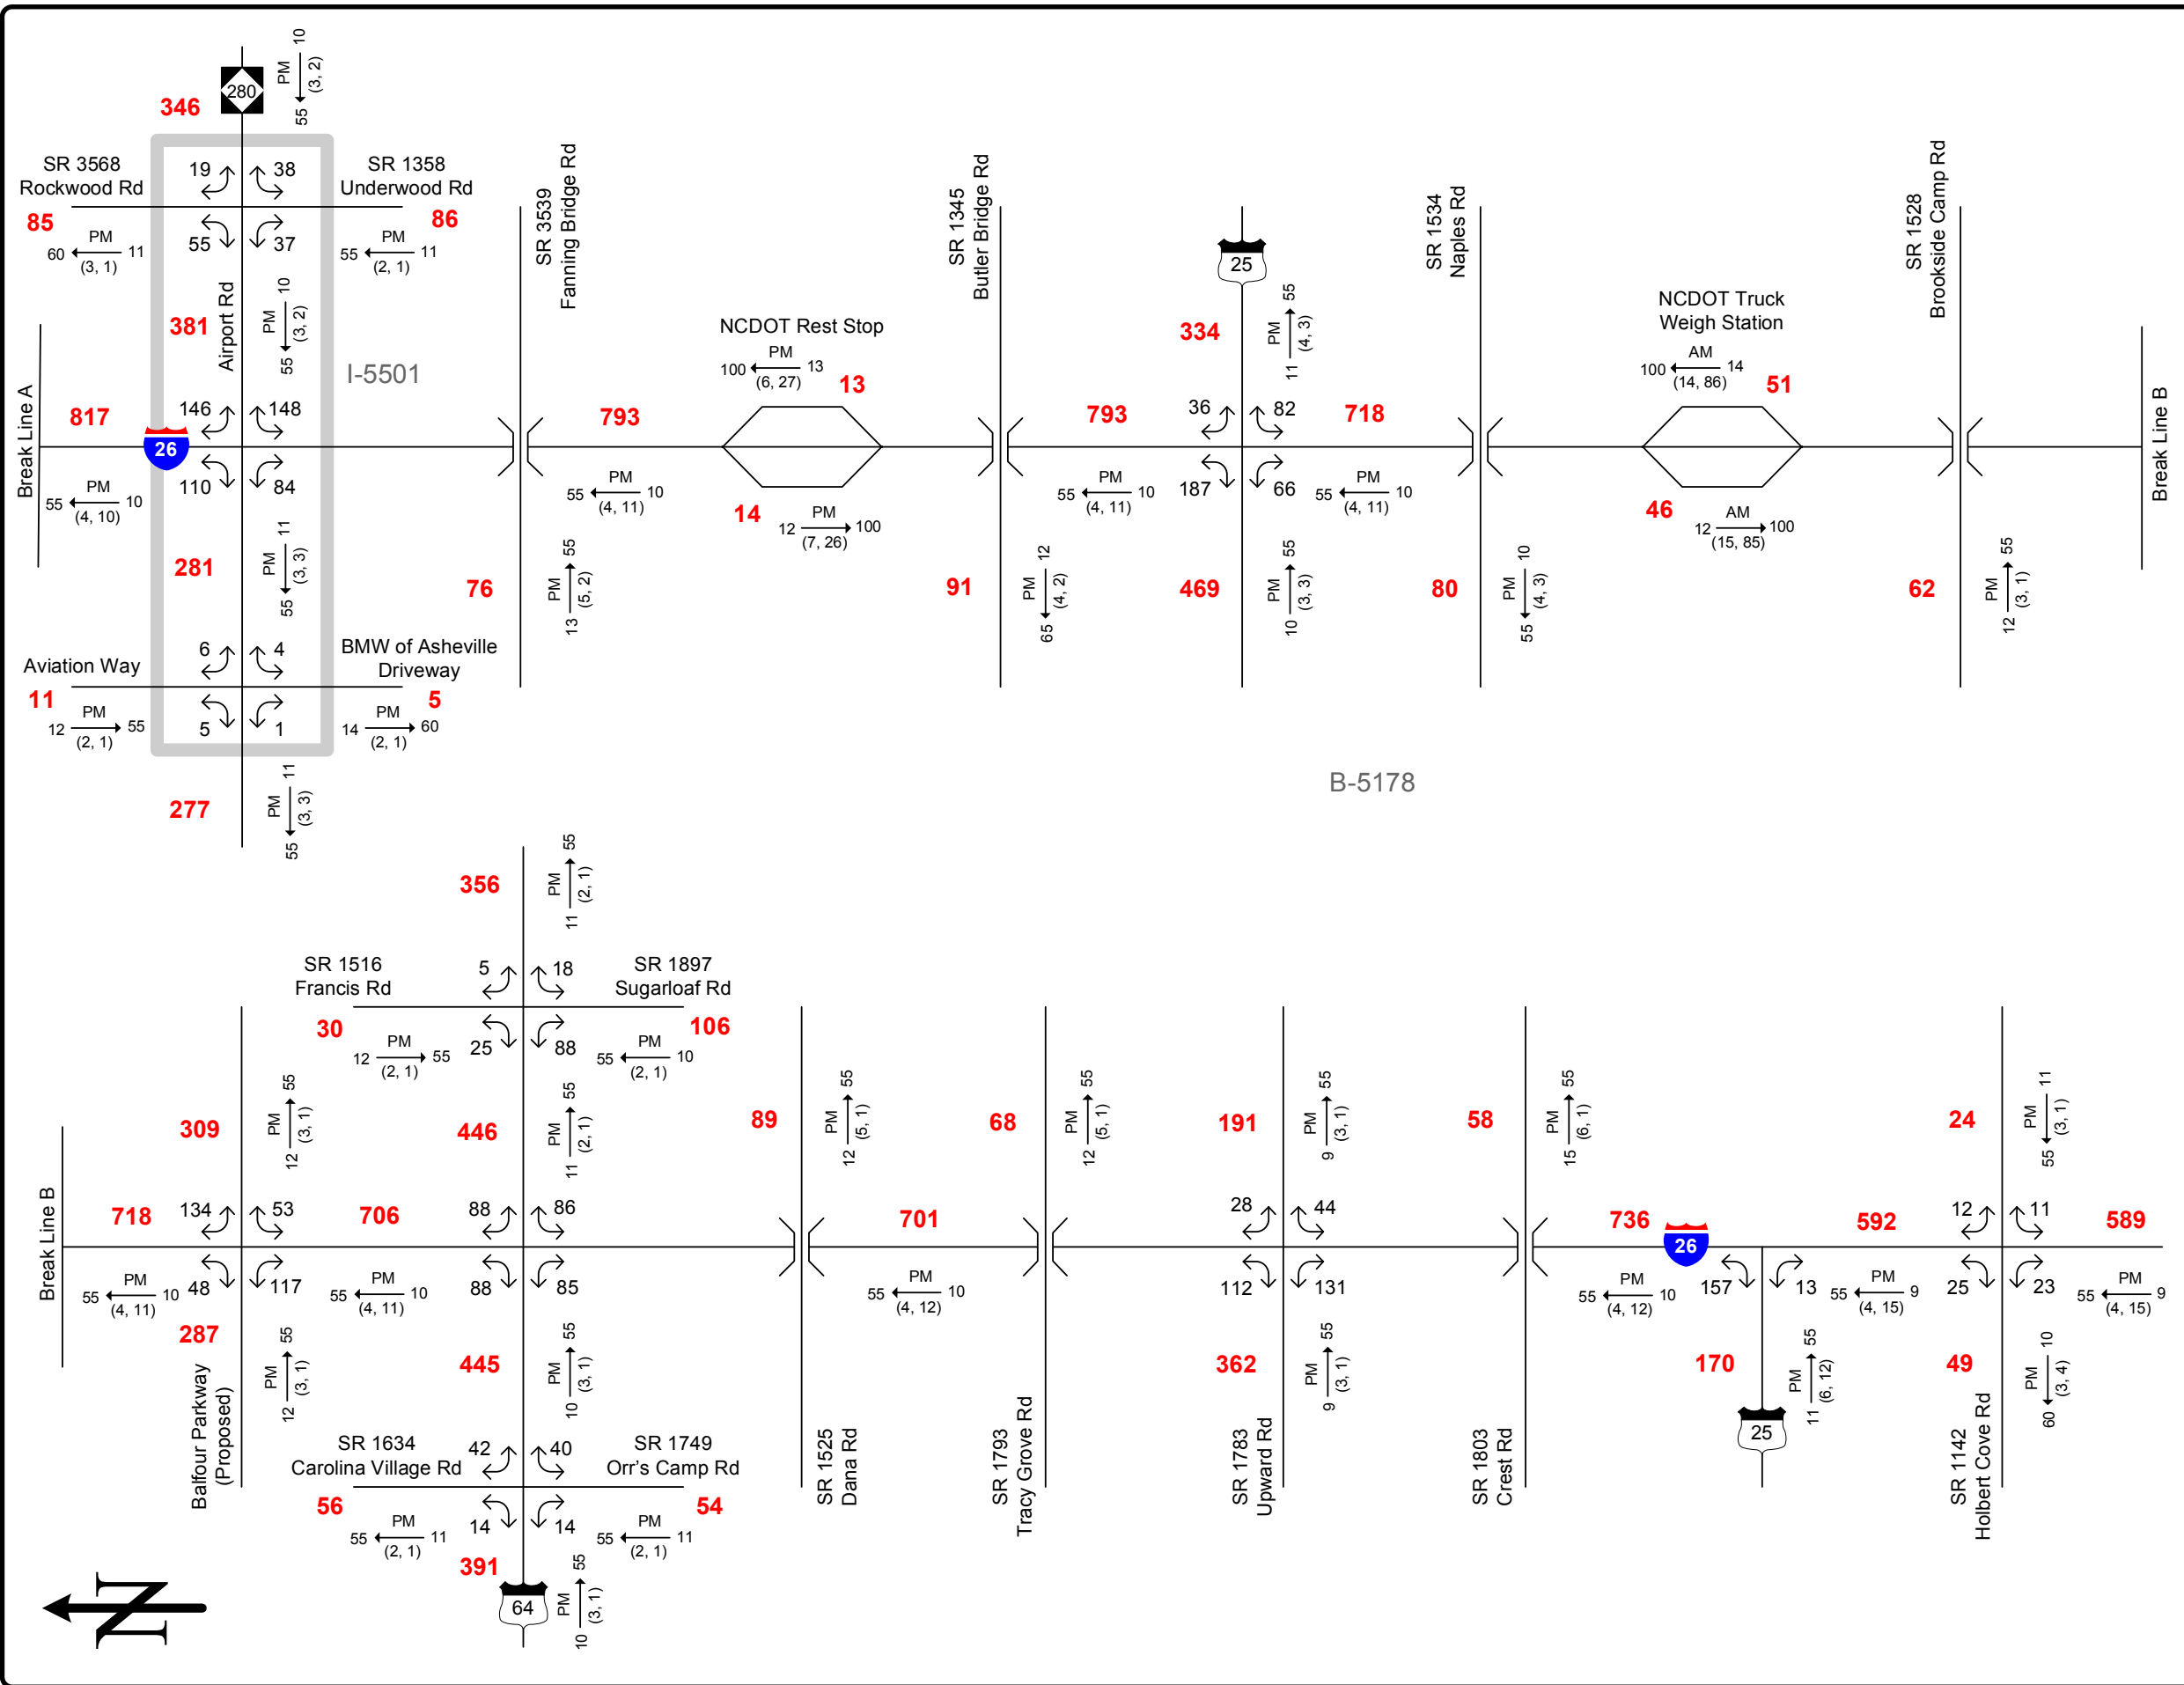 280
PM
10
(3, 2)
55
346
SR 3568
Rockwood Rd
19
38
SR 1358
Underwood Rd
85
86
PM
60
11
(3, 1)
55
37
PM
55
11
(2, 1)
381
Airport Rd
PM
10
(3, 2)
55
I-5501
Break Line A
817
26
146
148
110
84
PM
55
10
(4, 10)
281
PM
11
(3, 3)
55
Aviation Way
6
4
BMW of Asheville
Driveway
11
5
PM
12
55
(2, 1)
5
1
PM
14
60
(2, 1)
277
PM
11
(3, 3)
55
SR 3539
Fanning Bridge Rd
793
PM
55
10
(4, 11)
76
PM
55
(5, 2)
13
NCDOT Rest Stop
PM
100
13
(6, 27)
13
14
PM
12
100
(7, 26)
SR 1345
Butler Bridge Rd
91
PM
12
(4, 2)
65
793
PM
55
10
(4, 11)
25
334
PM
55
(4, 3)
11
36
82
187
66
718
PM
55
10
(4, 11)
469
PM
55
(3, 3)
10
SR 1534
Naples Rd
80
PM
10
(4, 3)
55
NCDOT Truck
Weigh Station
AM
100
14
(14, 86)
51
46
AM
12
100
(15, 85)
SR 1528
Brookside Camp Rd
62
PM
55
(3, 1)
12
Break Line B
B-5178
Break Line B
718
PM
55
10
(4, 11)
309
PM
55
(3, 1)
12
134
53
48
117
287
PM
55
(3, 1)
12
Balfour Parkway
(Proposed)
706
PM
55
10
(4, 11)
356
PM
55
(2, 1)
11
SR 1516
Francis Rd
5
18
SR 1897
Sugarloaf Rd
30
106
PM
12
55
(2, 1)
25
88
PM
55
10
(2, 1)
446
PM
55
(2, 1)
11
88
86
88
85
445
PM
55
(3, 1)
10
SR 1634
Carolina Village Rd
42
40
SR 1749
Orr's Camp Rd
56
54
PM
55
11
(2, 1)
14
14
PM
55
11
(2, 1)
391
64
PM
55
(3, 1)
10
89
PM
55
(5, 1)
12
SR 1525
Dana Rd
701
PM
55
10
(4, 12)
68
PM
55
(5, 1)
12
SR 1793
Tracy Grove Rd
191
PM
55
(3, 1)
9
28
44
112
131
362
PM
55
(3, 1)
9
SR 1783
Upward Rd
58
PM
55
(6, 1)
15
SR 1803
Crest Rd
736
26
PM
55
10
(4, 12)
157
13
170
PM
55
(6, 12)
11
25
592
PM
55
9
(4, 15)
24
PM
11
(3, 1)
55
12
11
25
23
589
PM
55
9
(4, 15)
49
PM
10
(3, 4)
60
SR 1142
Holbert Cove Rd
N